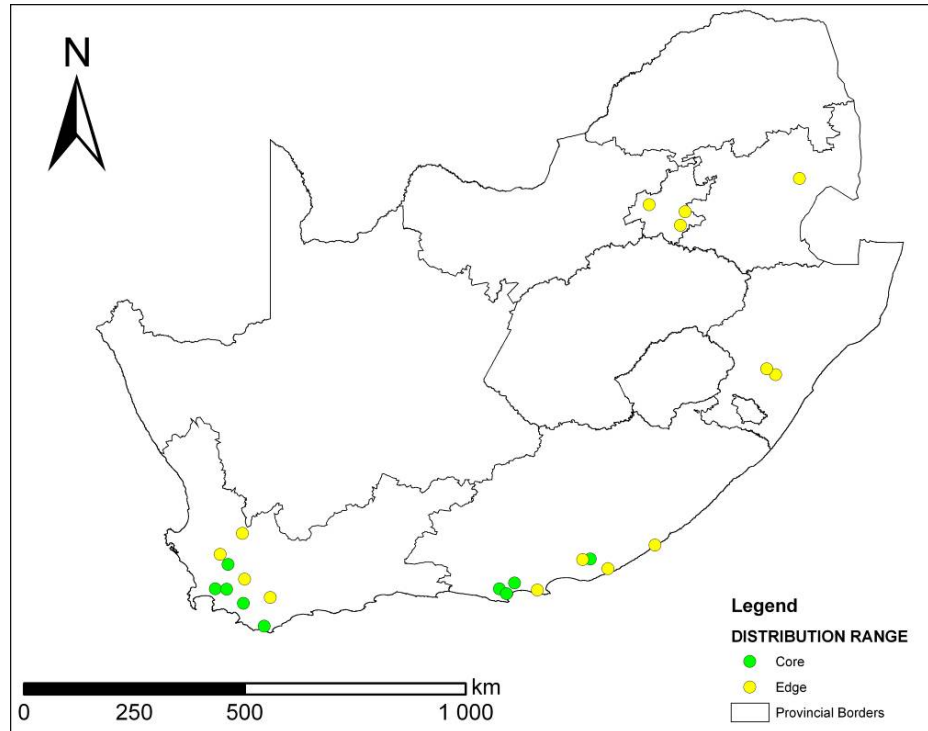 N
Legend
DISTRIBUTION RANGE
Core
Edge
Provincial Borders
km
0 250 500 1 000